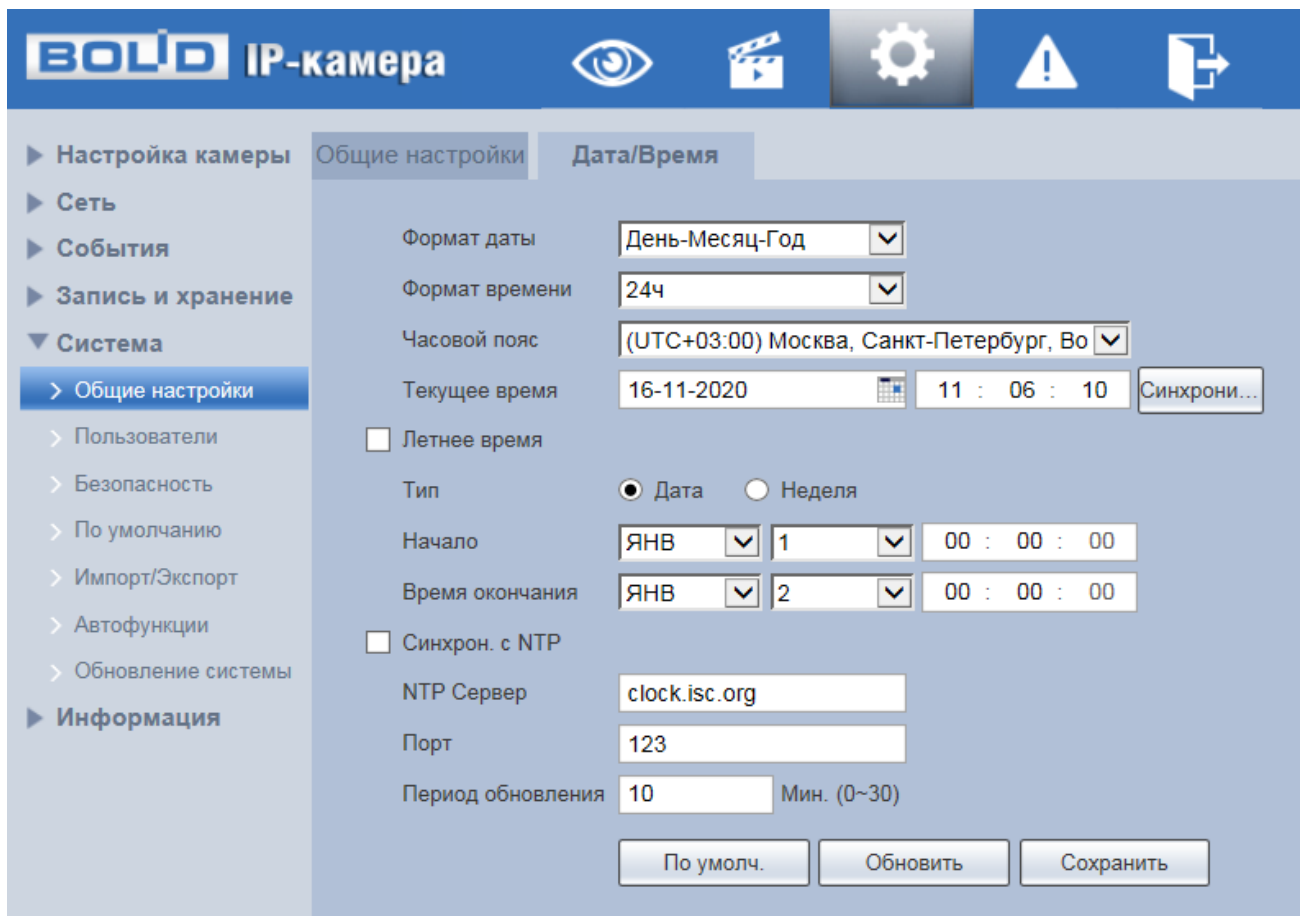 BOLID IP-камера
Настройка камеры
Сеть
События
Запись и хранение
Система
Общие настройки
Пользователи
Безопасность
По умолчанию
Импорт/Экспорт
Автофункции
Обновление системы
Информация
Общие настройки Дата/Время
Формат даты День-Месяц-Год
Формат времени 24ч
Часовой пояс (UTC+03:00) Москва, Санкт-Петербург, Во
Текущее время 16-11-2020 11 : 06 : 10 Синхрони...
Летнее время
Тип Дата Неделя
Начало ЯНВ 1 00 : 00 : 00
Время окончания ЯНВ 2 00 : 00 : 00
Синхрон. с NTP
NTP Сервер clock.isc.org
Порт 123
Период обновления 10 Мин. (0~30)
По умолч. Обновить Сохранить